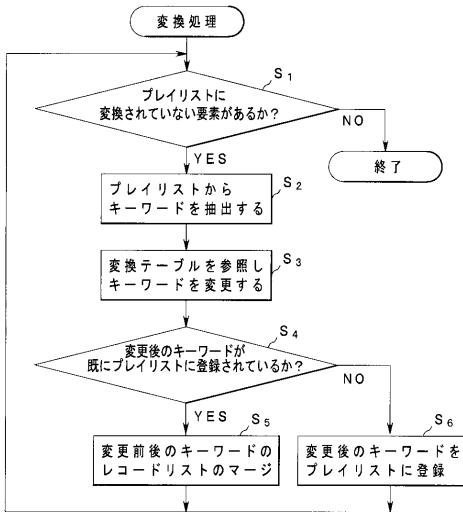 変換処理
S1
プレイリストに
変換されていない要素があるか?
NO
YES
終了
プレイリストから
キーワードを抽出する
S2
変換テーブルを参照し
キーワードを変更する
S3
変更後のキーワードが
既にプレイリストに登録されているか?
S4
NO
YES
S5
変更前後のキーワードの
レコードリストのマージ
S6
変更後のキーワードを
プレイリストに登録